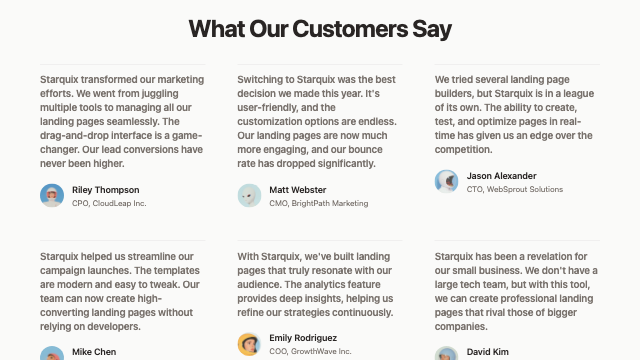 What Our Customers Say
Starquix transformed our marketing
efforts. We went from juggling
multiple tools to managing all our
landing pages seamlessly. The
drag-and-drop interface is a game-
changer. Our lead conversions have
never been higher.
Riley Thompson
CPO, CloudLeap Inc.
Switching to Starquix was the best
decision we made this year. It's
user-friendly, and the
customization options are endless.
Our landing pages are now much
more engaging, and our bounce
rate has dropped significantly.
Matt Webster
CMO, BrightPath Marketing
We tried several landing page
builders, but Starquix is in a league
of its own. The ability to create,
test, and optimize pages in real-
time has given us an edge over the
competition.
Jason Alexander
CTO, WebSprout Solutions
Starquix helped us streamline our
campaign launches. The templates
are modern and easy to tweak. Our
team can now create high-
converting landing pages without
relying on developers.
Mike Chen
With Starquix, we've built landing
pages that truly resonate with our
audience. The analytics feature
provides deep insights, helping us
refine our strategies continuously.
Emily Rodriguez
COO, GrowthWave Inc.
Starquix has been a revelation for
our small business. We don't have a
large tech team, but with this tool,
we can create professional landing
pages that rival those of bigger
companies.
David Kim